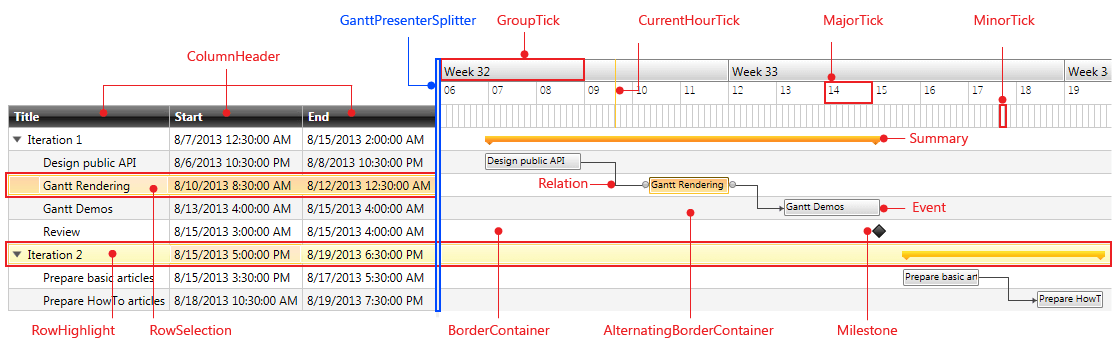 GanttPresenterSplitter GroupTick CurrentHourTick MajorTick MinorTick
ColumnHeader
Week 32 Week 33 Week 3
06 07 08 09 10 11 12 13 14 15 16 17 18 19
Title Start End
Iteration 1 8/7/2013 12:30:00 AM 8/15/2013 2:00:00 AM Summary
Design public API 8/6/2013 10:30:00 PM 8/8/2013 10:30:00 PM Design public API
Gantt Rendering 8/10/2013 8:30:00 AM 8/12/2013 12:30:00 AM Relation Gantt Rendering
Gantt Demos 8/13/2013 4:00:00 AM 8/15/2013 4:00:00 AM Gantt Demos Event
Review 8/15/2013 3:00:00 AM 8/15/2013 4:00:00 AM
Iteration 2 8/15/2013 5:00:00 PM 8/19/2013 6:30:00 PM
Prepare basic articles 8/15/2013 3:30:00 PM 8/17/2013 5:30:00 AM Prepare basic art
Prepare HowTo articles 8/18/2013 10:30:00 AM 8/19/2013 7:30:00 PM Prepare HowT
RowHighlight RowSelection BorderContainer AlternatingBorderContainer Milestone